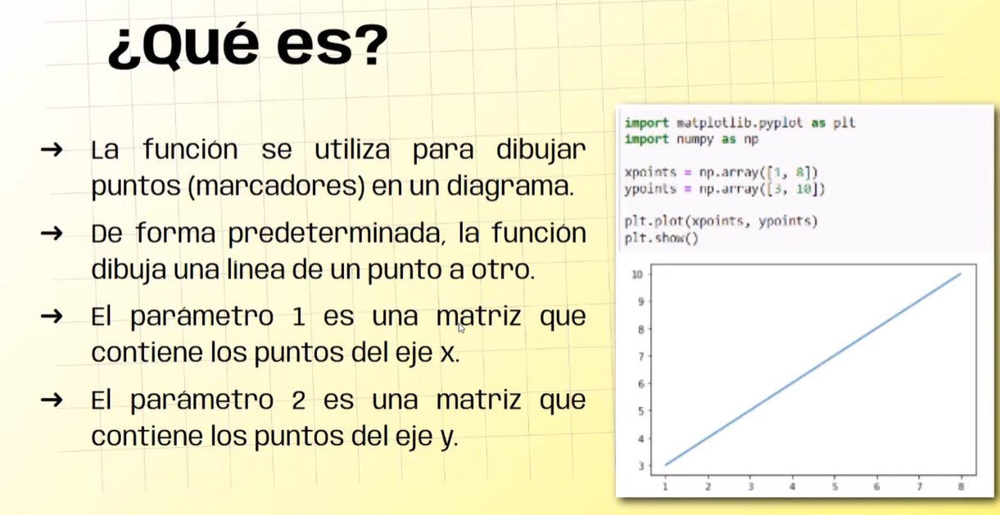 ¿Qué es?
→ La función se utiliza para dibujar
puntos (marcadores) en un diagrama.
→ De forma predeterminada, la función
dibuja una línea de un punto a otro.
→ El parámetro 1 es una matriz que
contiene los puntos del eje x.
→ El parámetro 2 es una matriz que
contiene los puntos del eje y.
import matplotlib.pyplot as plt
import numpy as np
xpoints = np.array([1, 8])
ypoints = np.array([3, 10])
plt.plot(xpoints, ypoints)
plt.show()
10
9
8
7
6
5
4
3
1 2 3 4 5 6 7 8